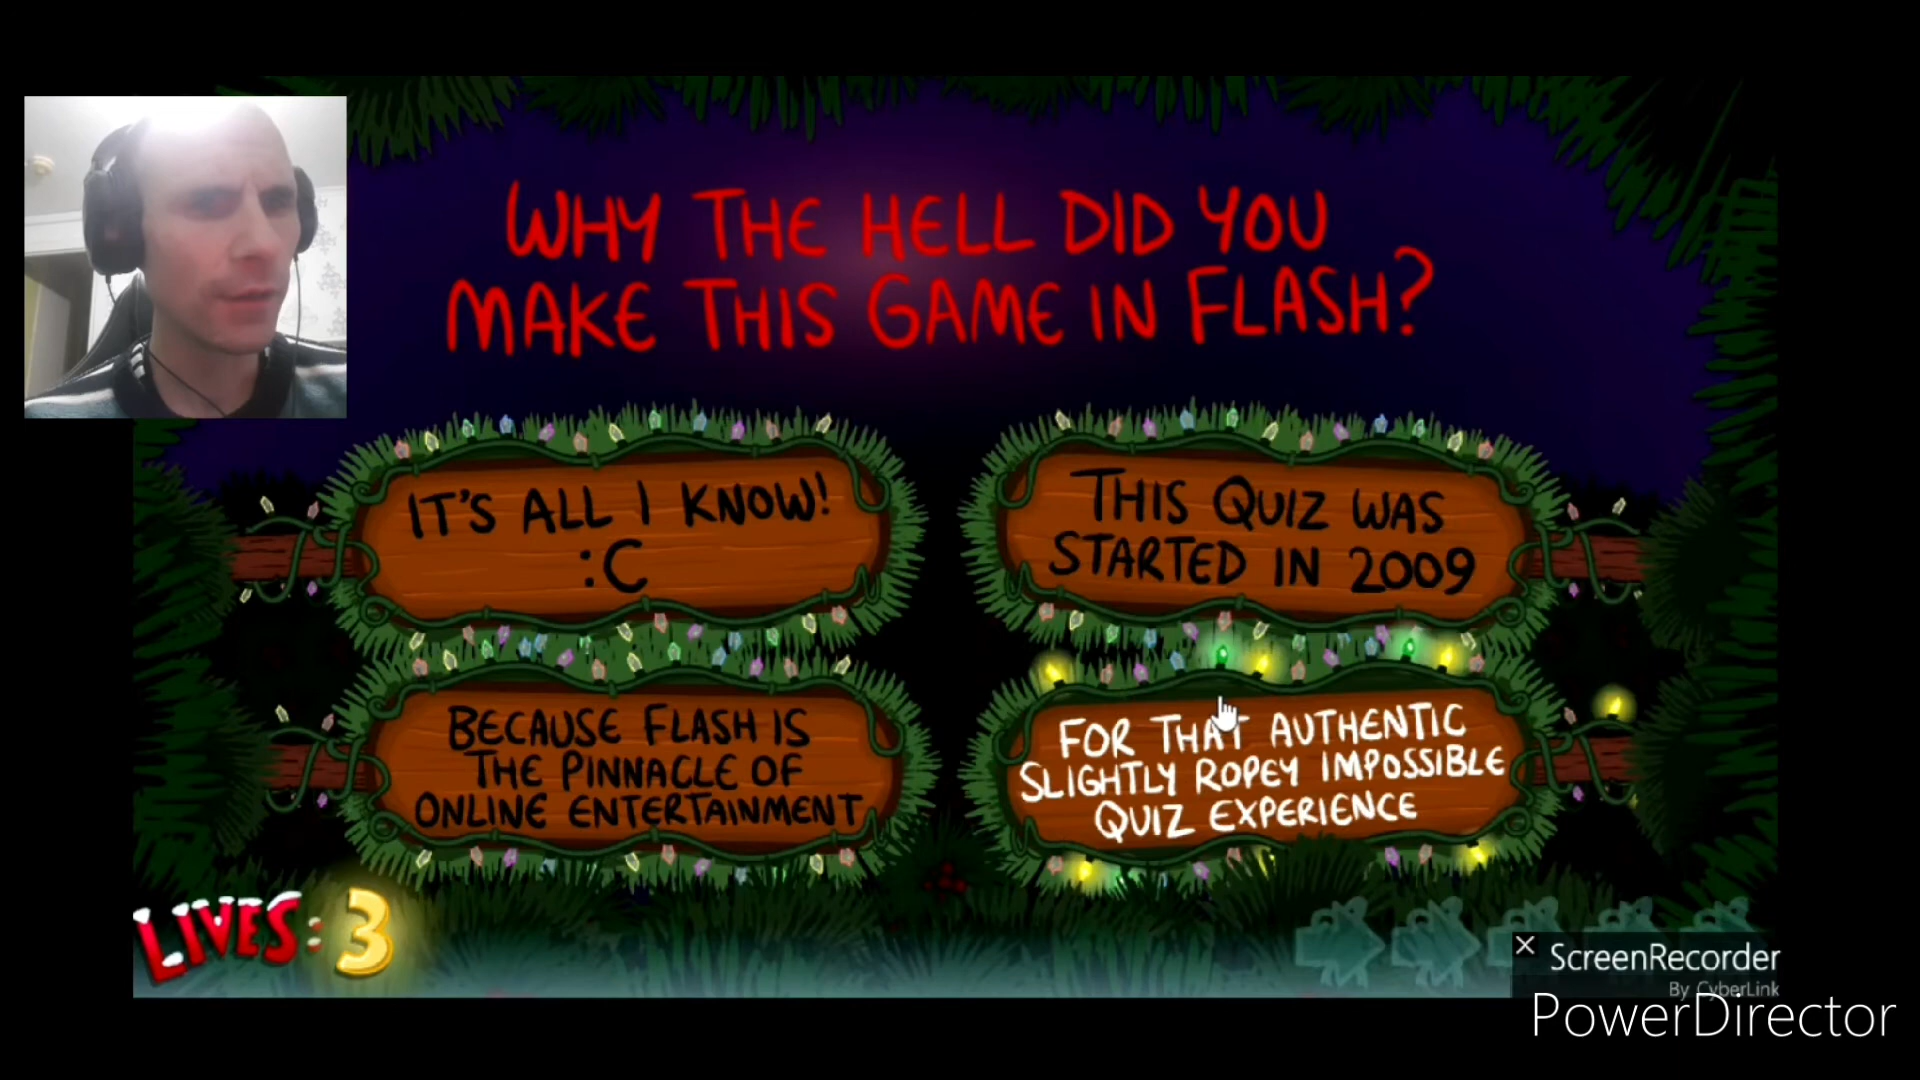 WHY THE HELL DID YOU
MAKE THIS GAME IN FLASH?
IT'S ALL I KNOW!
:C
THIS QUIZ WAS
STARTED IN 2009
BECAUSE FLASH IS
THE PINNACLE OF
ONLINE ENTERTAINMENT
FOR THAT AUTHENTIC
SLIGHTLY ROPEY IMPOSSIBLE
QUIZ EXPERIENCE
LIVES: 3
ScreenRecorder
By CyberLink
PowerDirector